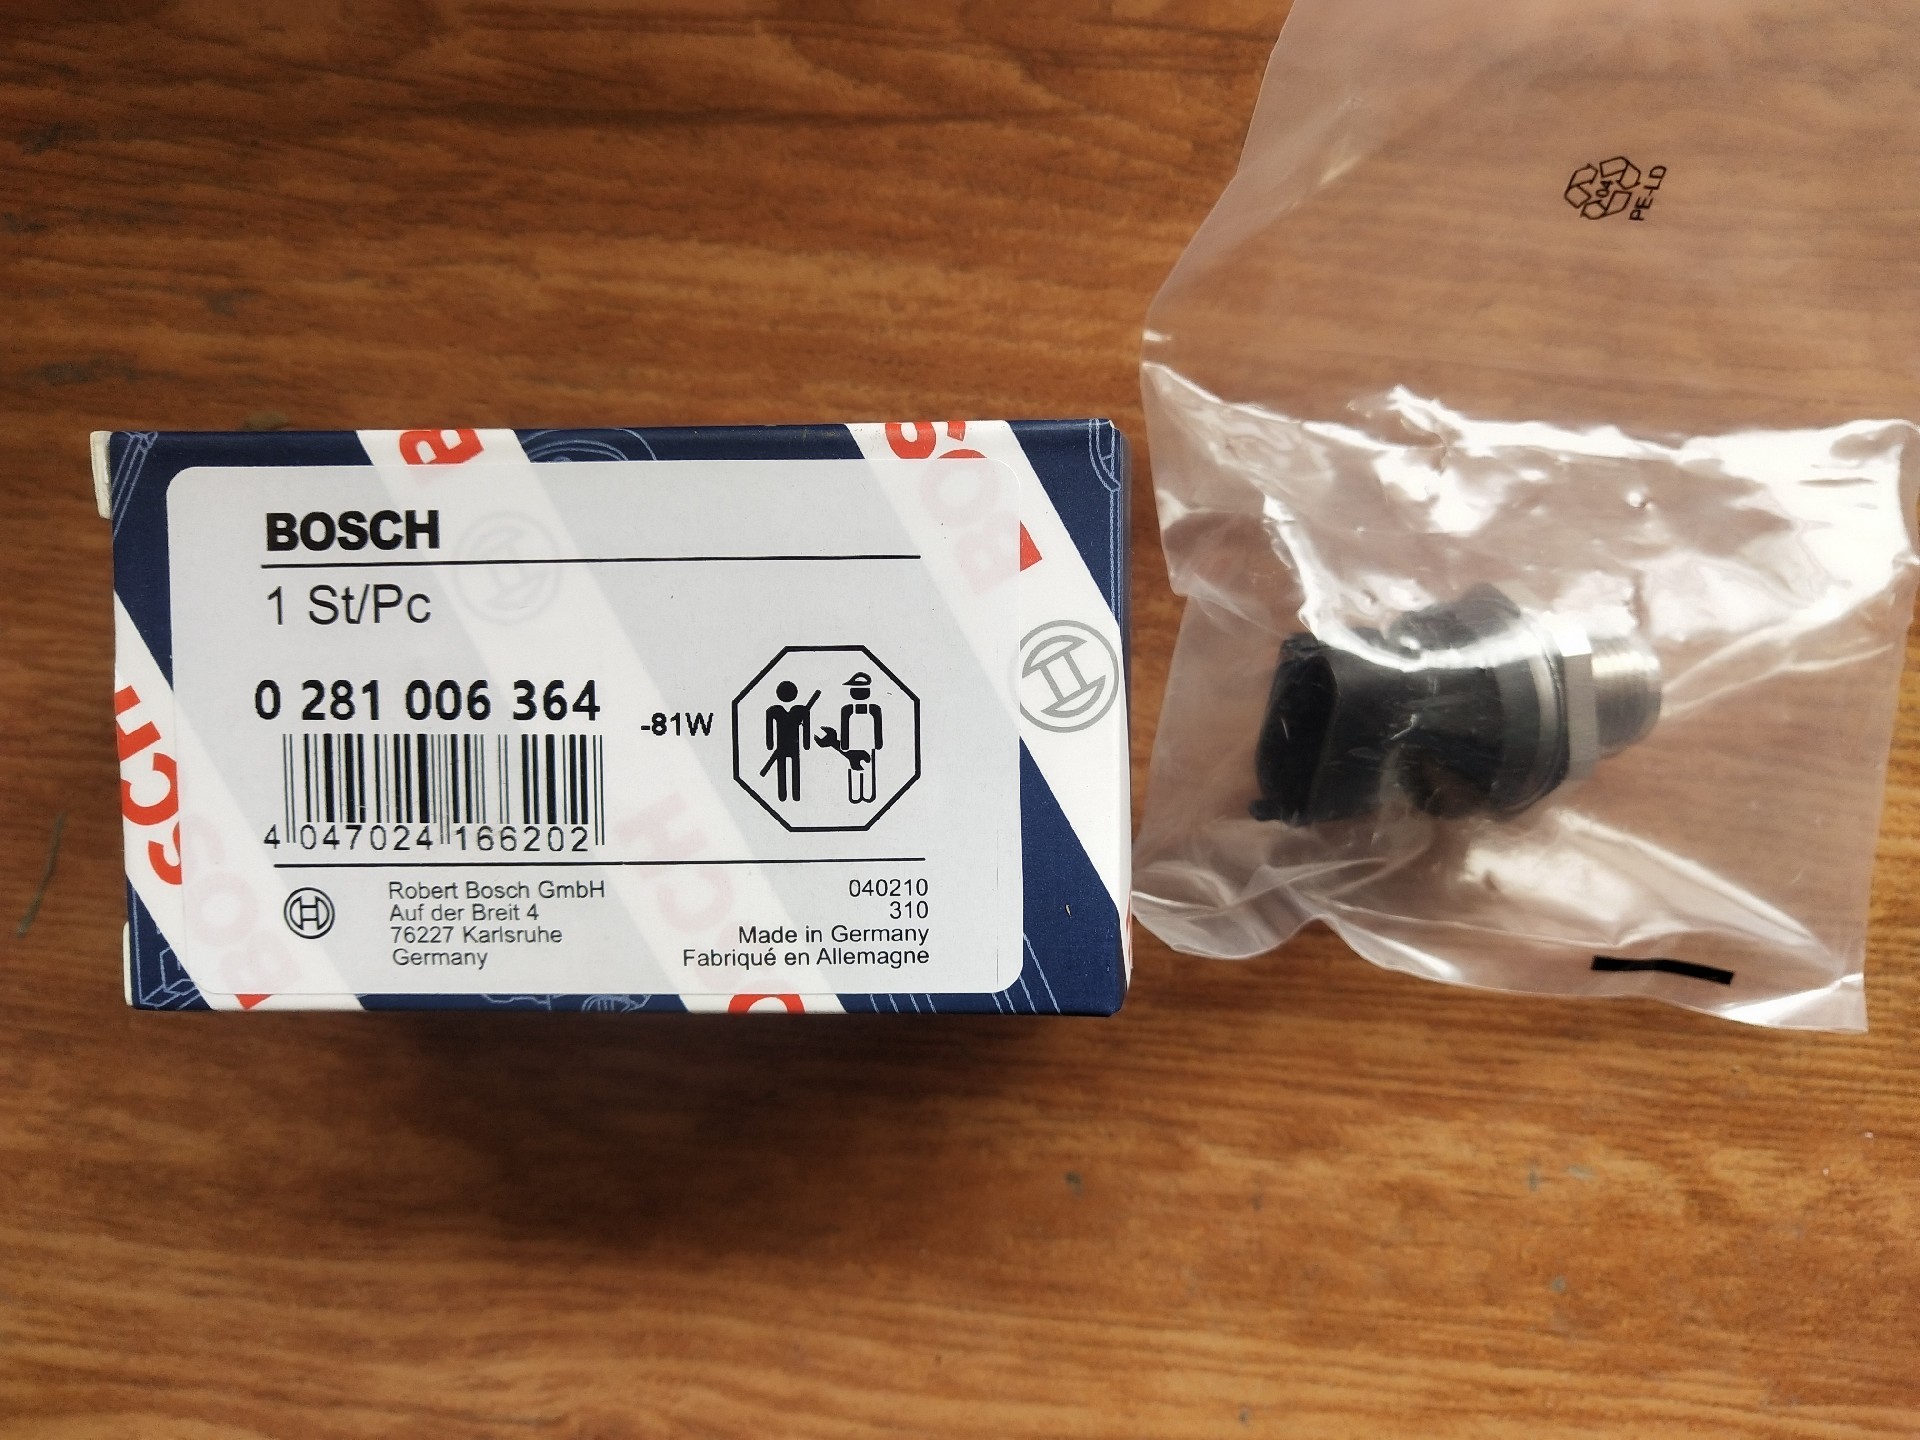 BOSCH
1 St/Pc
0 281 006 364
-81W
4 047024 166202
Robert Bosch GmbH
Auf der Breit 4
76227 Karlsruhe
Germany
040210
310
Made in Germany
Fabriqué en Allemagne
04
PE-LD